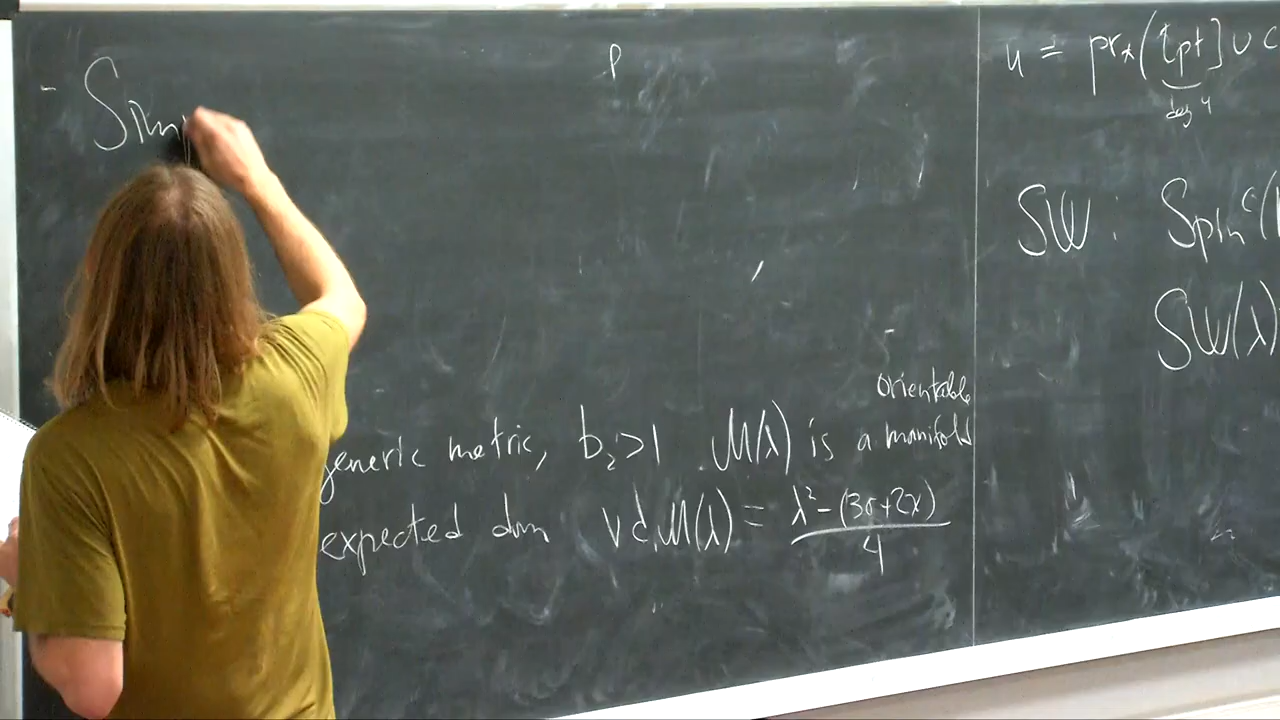 - Sim
p
generic metric, b₂>1 M(λ) is a manifold
orientable
expected dim vd M(λ) = λ²-(3σ+2χ) / 4
u = pr*([pt] ∪ c
deg 4
SW : Spin^c(
SW(λ)